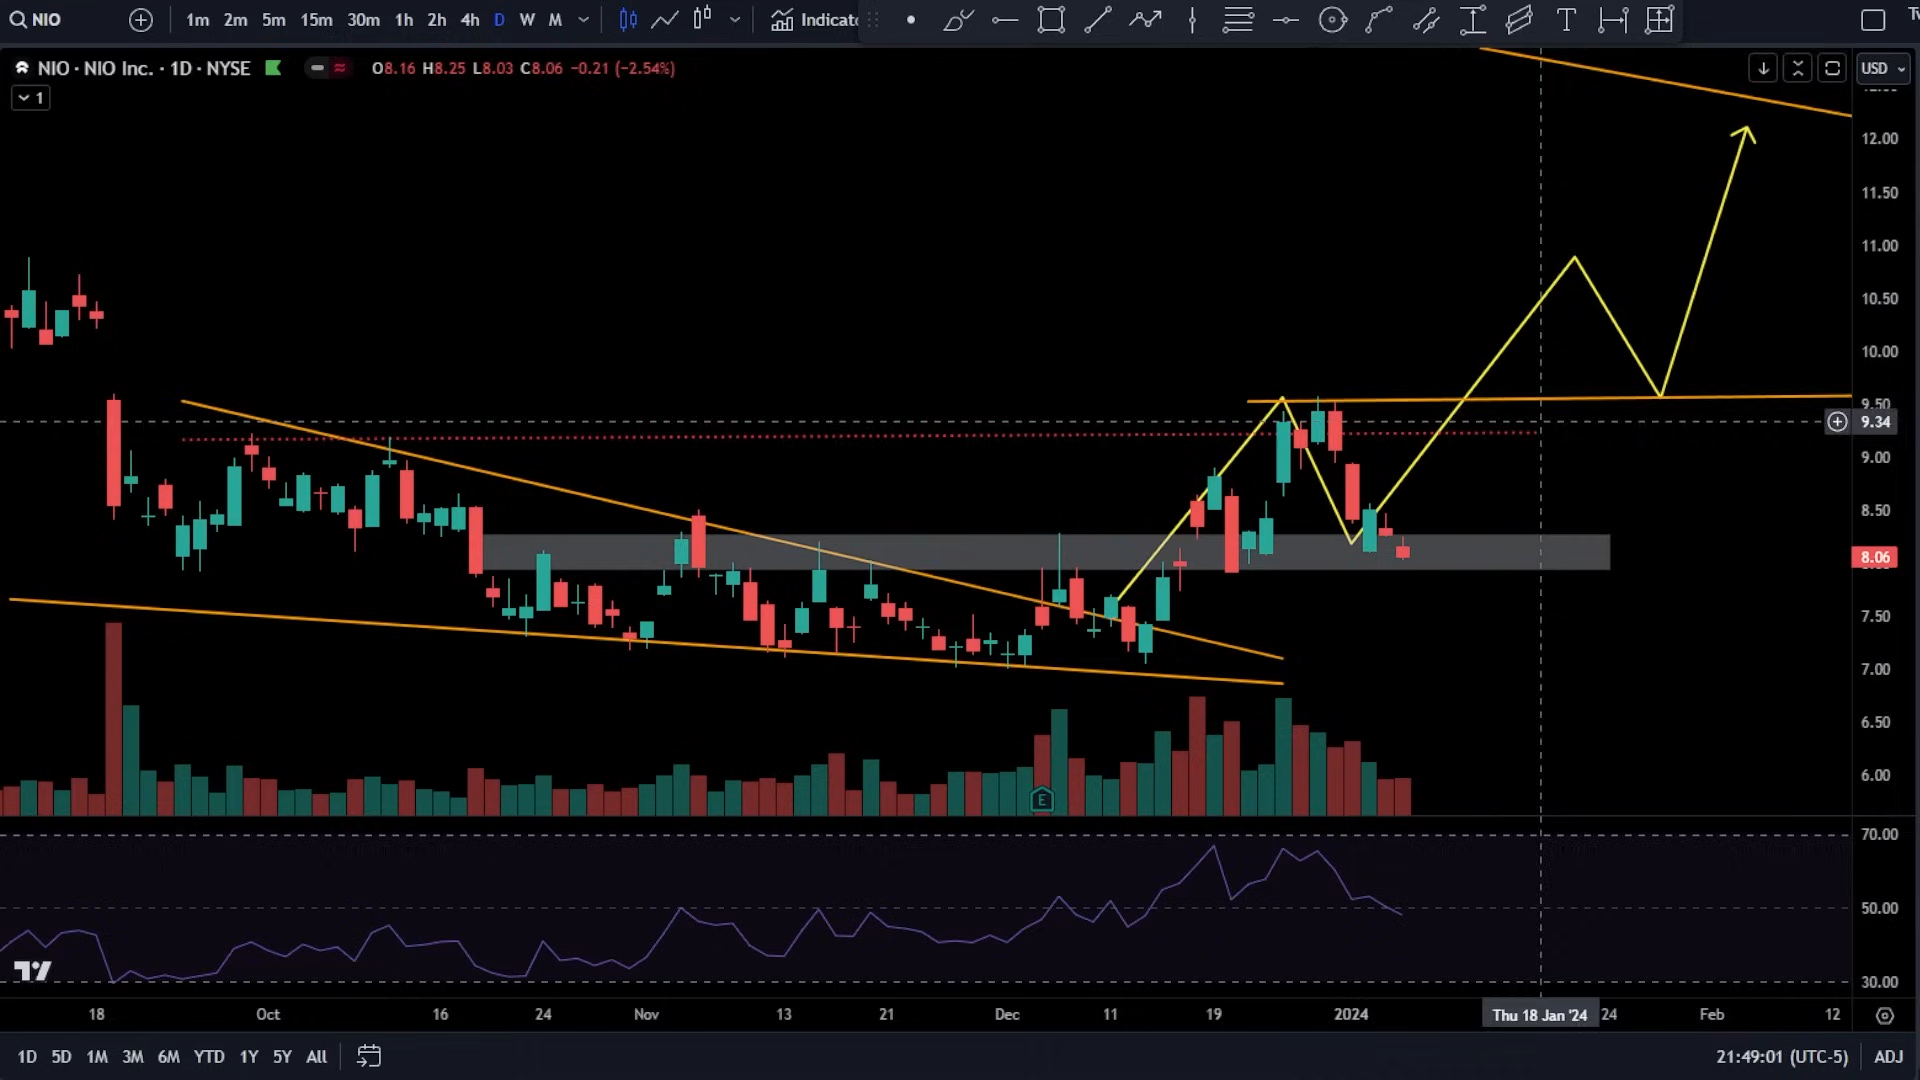 NIO
1m 2m 5m 15m 30m 1h 2h 4h D W M
Indicat
NIO · NIO Inc. · 1D · NYSE
O8.16 H8.25 L8.03 C8.06 −0.21 (−2.54%)
1
USD
12.00
11.50
11.00
10.50
10.00
9.50
9.34
9.00
8.50
8.06
7.50
7.00
6.50
6.00
E
70.00
50.00
30.00
18 Oct 16 24 Nov 13 21 Dec 11 19 2024 Thu 18 Jan '24 24 Feb 12
1D 5D 1M 3M 6M YTD 1Y 5Y All
21:49:01 (UTC-5)
ADJ